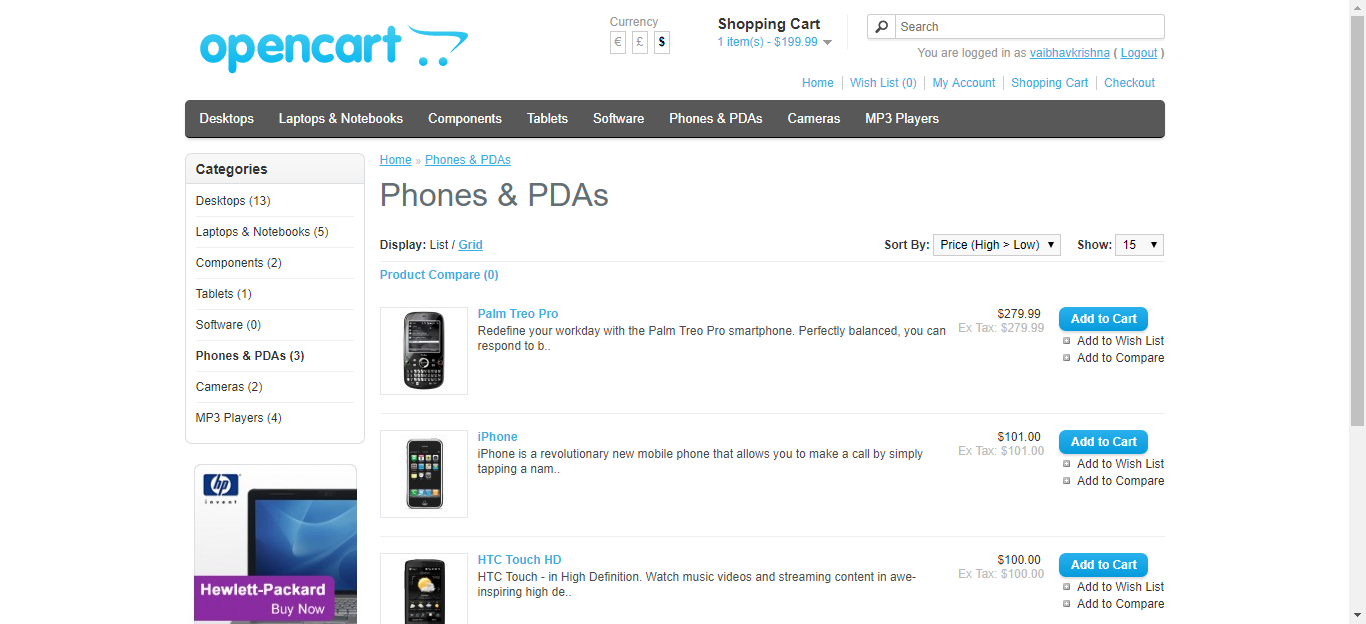 opencart
Currency
€ £ $
Shopping Cart
1 item(s) - $199.99
Search
You are logged in as vaibhavkrishna ( Logout )
Home Wish List (0) My Account Shopping Cart Checkout
Desktops Laptops & Notebooks Components Tablets Software Phones & PDAs Cameras MP3 Players
Categories
Desktops (13)
Laptops & Notebooks (5)
Components (2)
Tablets (1)
Software (0)
Phones & PDAs (3)
Cameras (2)
MP3 Players (4)
hp
invent
Hewlett-Packard
Buy Now
Home » Phones & PDAs
Phones & PDAs
Display: List / Grid
Sort By: Price (High > Low) Show: 15
Product Compare (0)
Palm Treo Pro
Redefine your workday with the Palm Treo Pro smartphone. Perfectly balanced, you can
respond to b..
$279.99
Ex Tax: $279.99
Add to Cart
Add to Wish List
Add to Compare
iPhone
iPhone is a revolutionary new mobile phone that allows you to make a call by simply
tapping a nam..
$101.00
Ex Tax: $101.00
Add to Cart
Add to Wish List
Add to Compare
HTC Touch HD
HTC Touch - in High Definition. Watch music videos and streaming content in awe-
inspiring high de..
$100.00
Ex Tax: $100.00
Add to Cart
Add to Wish List
Add to Compare